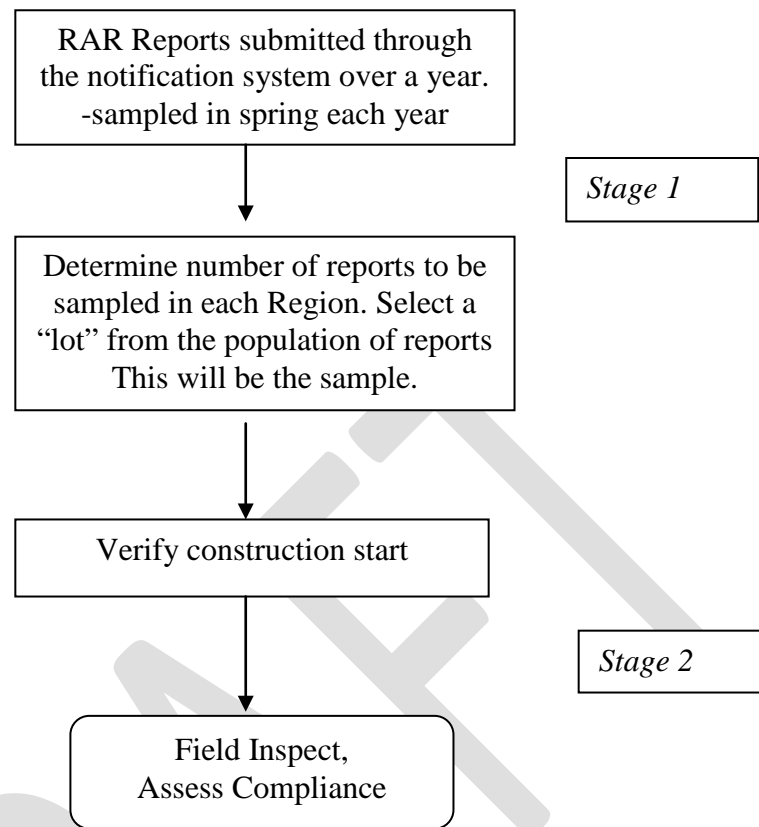 RAR Reports submitted through
the notification system over a year.
-sampled in spring each year
Stage 1
Determine number of reports to be
sampled in each Region. Select a
“lot” from the population of reports
This will be the sample.
Verify construction start
Stage 2
Field Inspect,
Assess Compliance